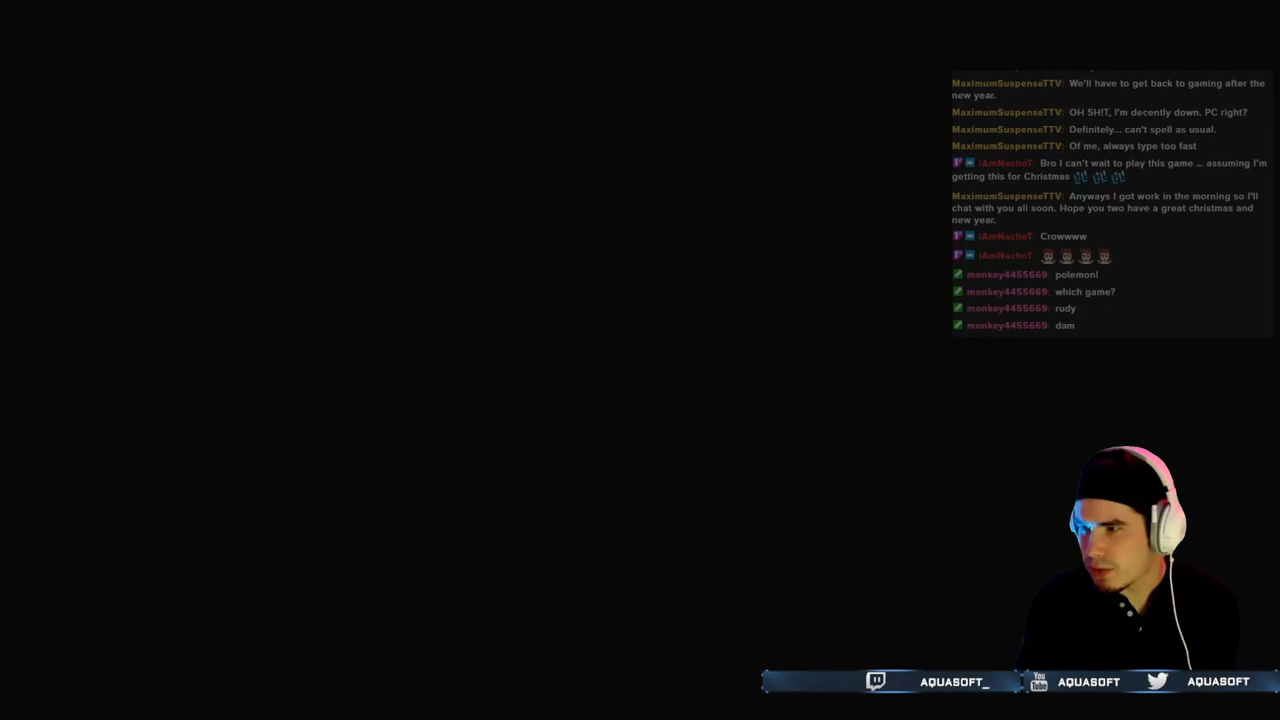 MaximumSuspenseTTV: We'll have to get back to gaming after the
new year.
MaximumSuspenseTTV: OH SH!T, I'm decently down. PC right?
MaximumSuspenseTTV: Definitely... can't spell as usual.
MaximumSuspenseTTV: Of me, always type too fast
iAmNachoT: Bro I can't wait to play this game ... assuming I'm
getting this for Christmas
MaximumSuspenseTTV: Anyways I got work in the morning so I'll
chat with you all soon. Hope you two have a great christmas and
new year.
iAmNachoT: Crowwww
iAmNachoT:
monkey4455669: polemon!
monkey4455669: which game?
monkey4455669: rudy
monkey4455669: dam
AQUASOFT_ You Tube AQUASOFT AQUASOFT